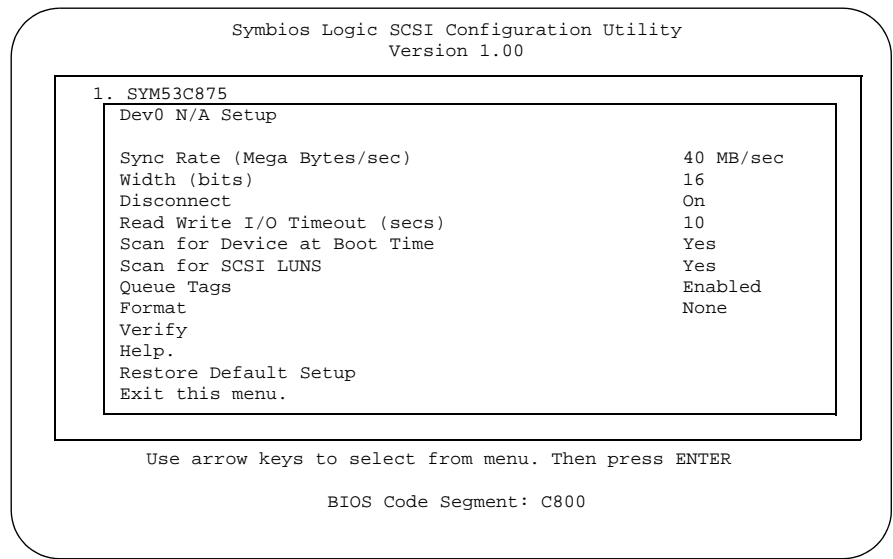 Symbios Logic SCSI Configuration Utility
Version 1.00
1. SYM53C875
Dev0 N/A Setup
Sync Rate (Mega Bytes/sec) 40 MB/sec
Width (bits) 16
Disconnect On
Read Write I/O Timeout (secs) 10
Scan for Device at Boot Time Yes
Scan for SCSI LUNS Yes
Queue Tags Enabled
Format None
Verify
Help.
Restore Default Setup
Exit this menu.
Use arrow keys to select from menu. Then press ENTER
BIOS Code Segment: C800